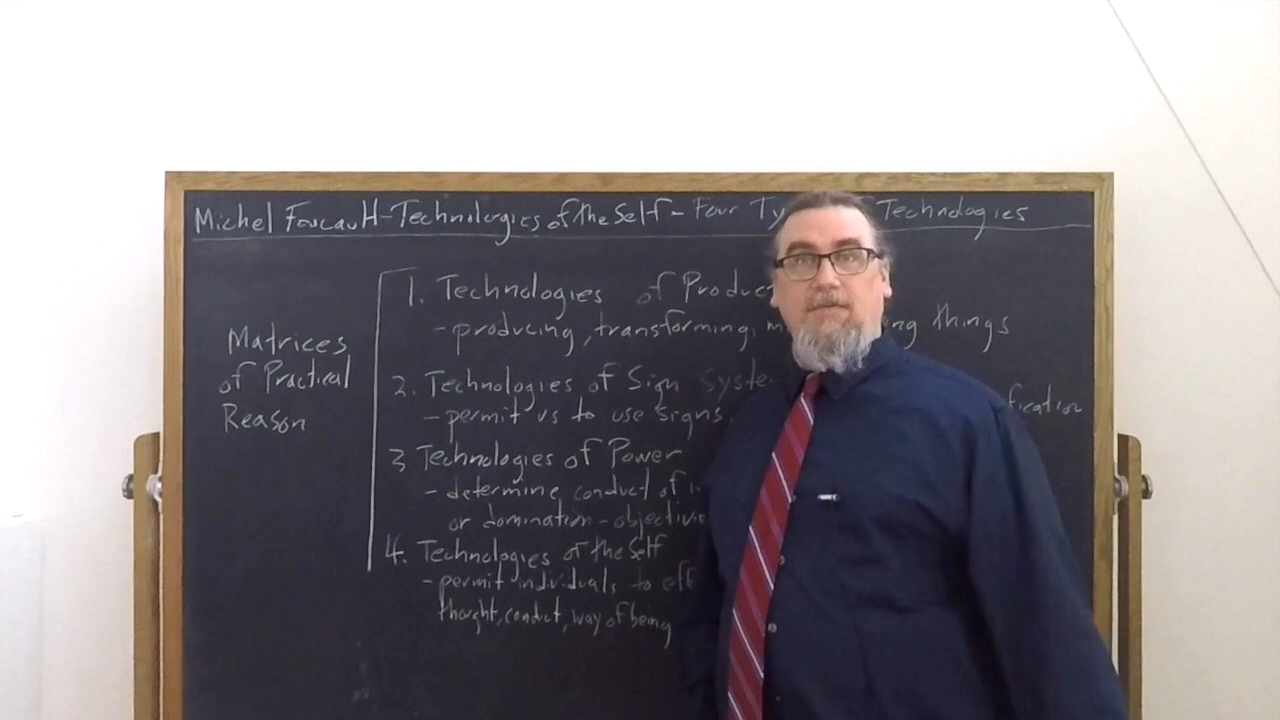 Michel Foucault-Technologies of the Self - Four Ty Technologies
1. Technologies of Produc
- producing, transforming, m ng things
Matrices
of Practical
Reason
2. Technologies of Sign Syste
- permit us to use signs, fication
3 Technologies of Power
- determine conduct of i
or domination - objectivi
4. Technologies of the Self
- permit individuals to eff
thought, conduct, way of being